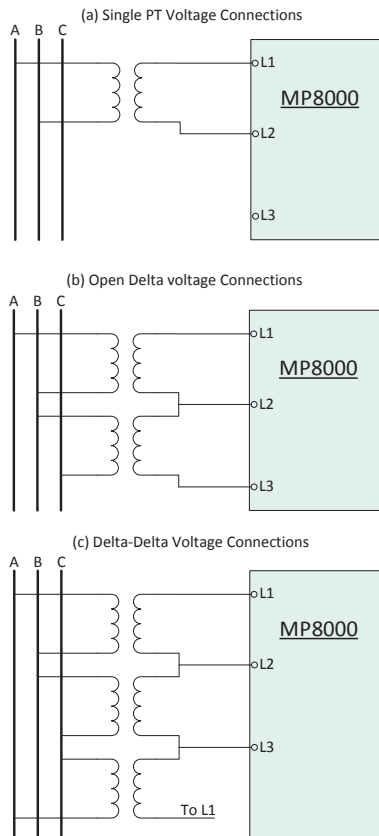 (a) Single PT Voltage Connections
A B C
L1
MP8000
L2
L3
(b) Open Delta voltage Connections
A B C
L1
MP8000
L2
L3
(c) Delta-Delta Voltage Connections
A B C
L1
MP8000
L2
L3
To L1